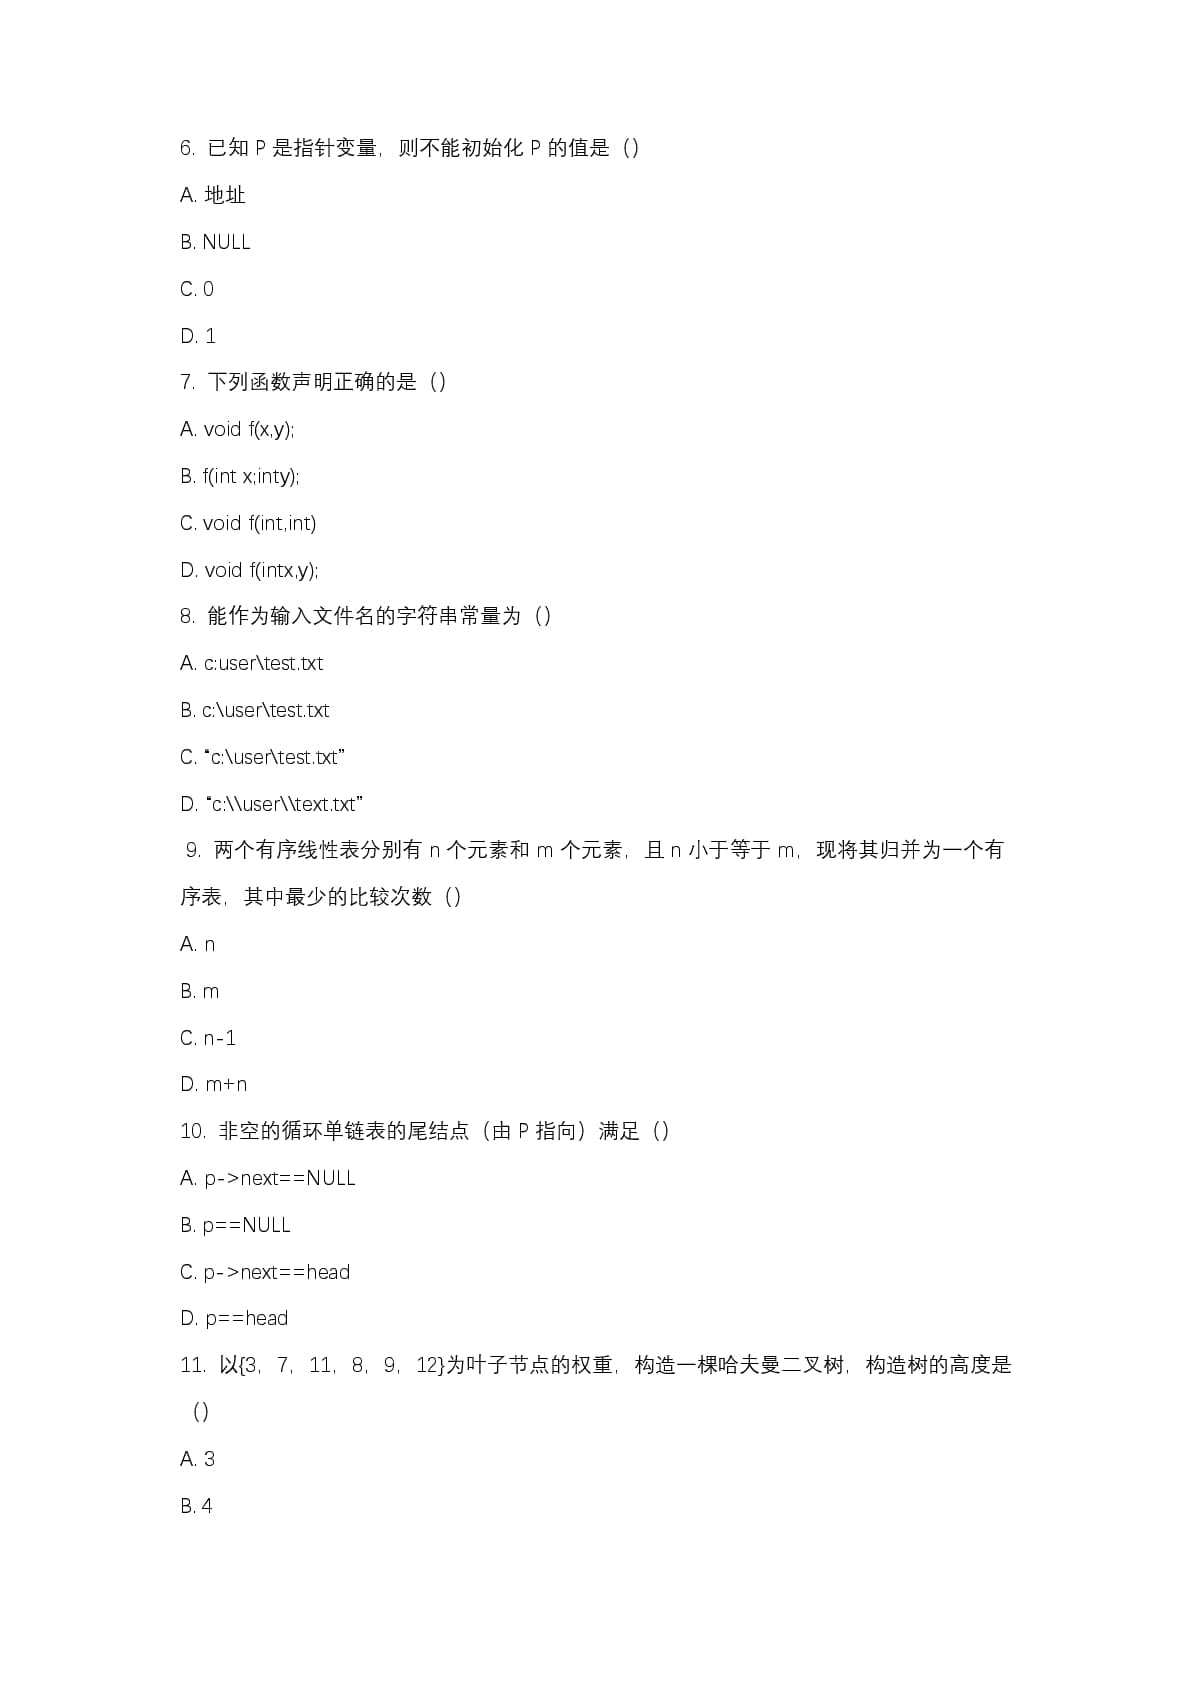 6. 已知 P 是指针变量，则不能初始化 P 的值是（）
A. 地址
B. NULL
C. 0
D. 1
7. 下列函数声明正确的是（）
A. void f(x,y);
B. f(int x;inty);
C. void f(int,int)
D. void f(intx,y);
8. 能作为输入文件名的字符串常量为（）
A. c:user\test.txt
B. c:\user\test.txt
C. “c:\user\test.txt”
D. “c:\\user\\text.txt”
9. 两个有序线性表分别有 n 个元素和 m 个元素，且 n 小于等于 m，现将其归并为一个有
序表，其中最少的比较次数（）
A. n
B. m
C. n-1
D. m+n
10. 非空的循环单链表的尾结点（由 P 指向）满足（）
A. p->next==NULL
B. p==NULL
C. p->next==head
D. p==head
11. 以{3，7，11，8，9，12}为叶子节点的权重，构造一棵哈夫曼二叉树，构造树的高度是
（）
A. 3
B. 4